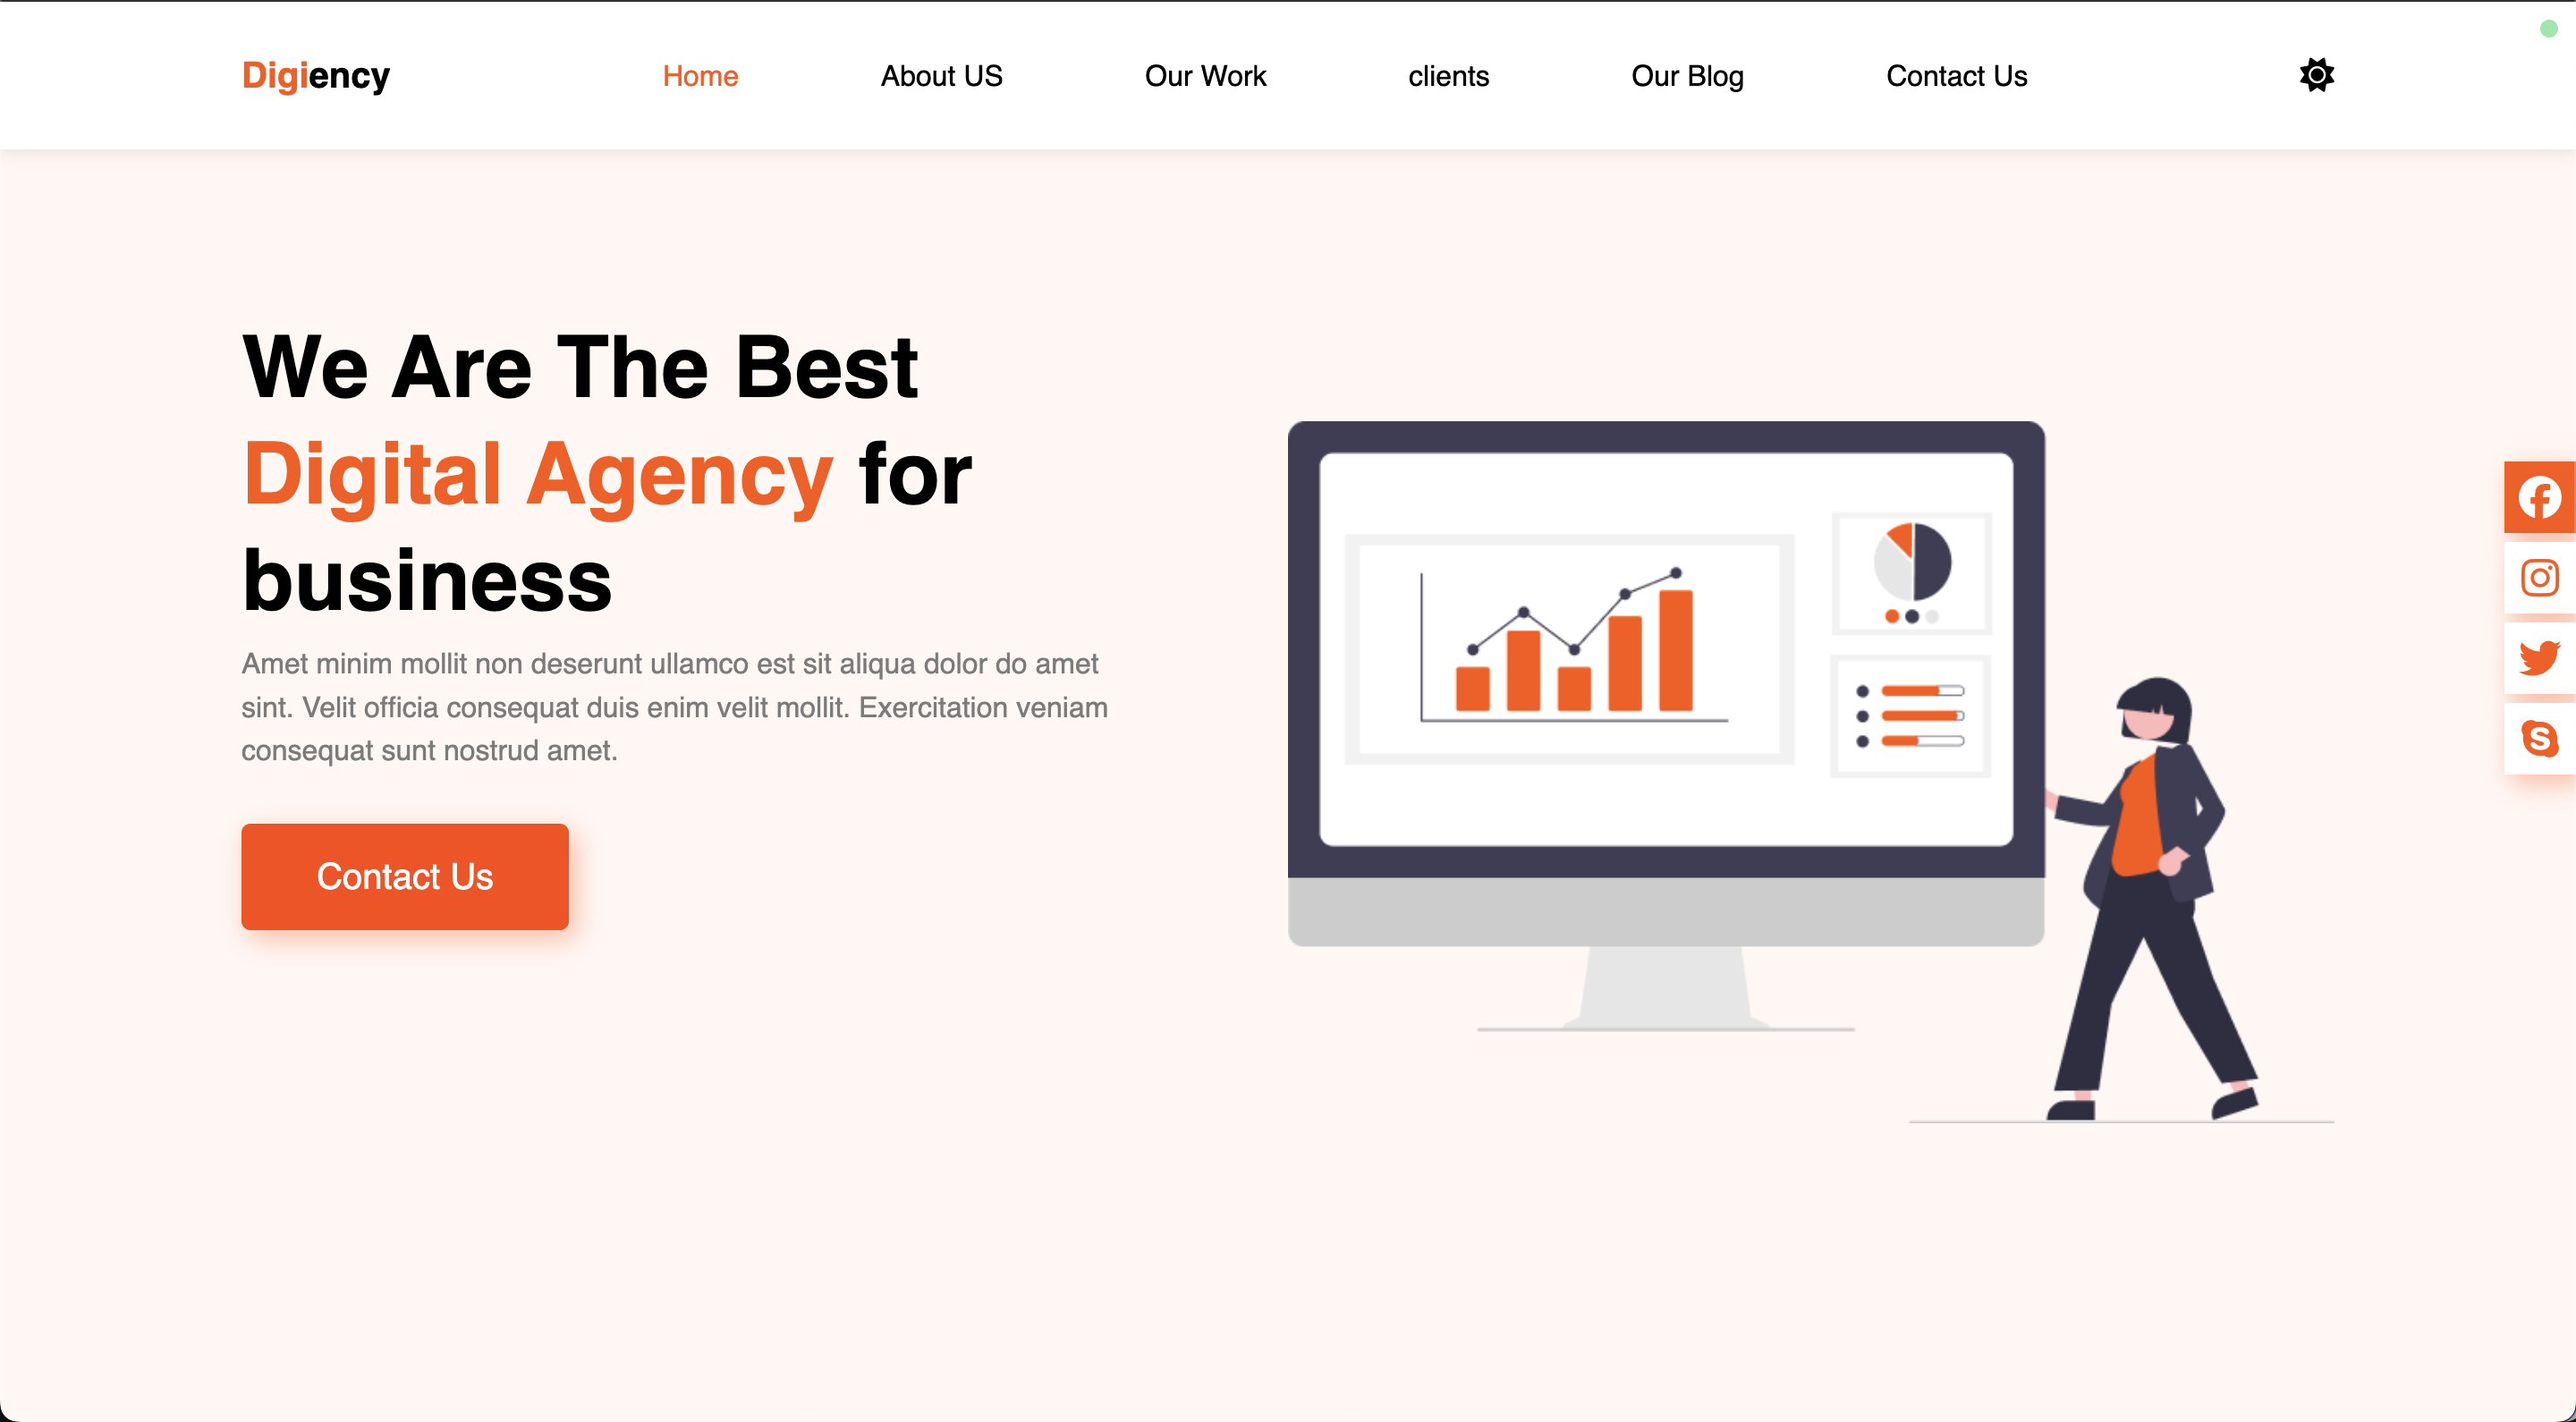 Digiency
Home
About US
Our Work
clients
Our Blog
Contact Us
We Are The Best
Digital Agency for
business
Amet minim mollit non deserunt ullamco est sit aliqua dolor do amet
sint. Velit officia consequat duis enim velit mollit. Exercitation veniam
consequat sunt nostrud amet.
Contact Us